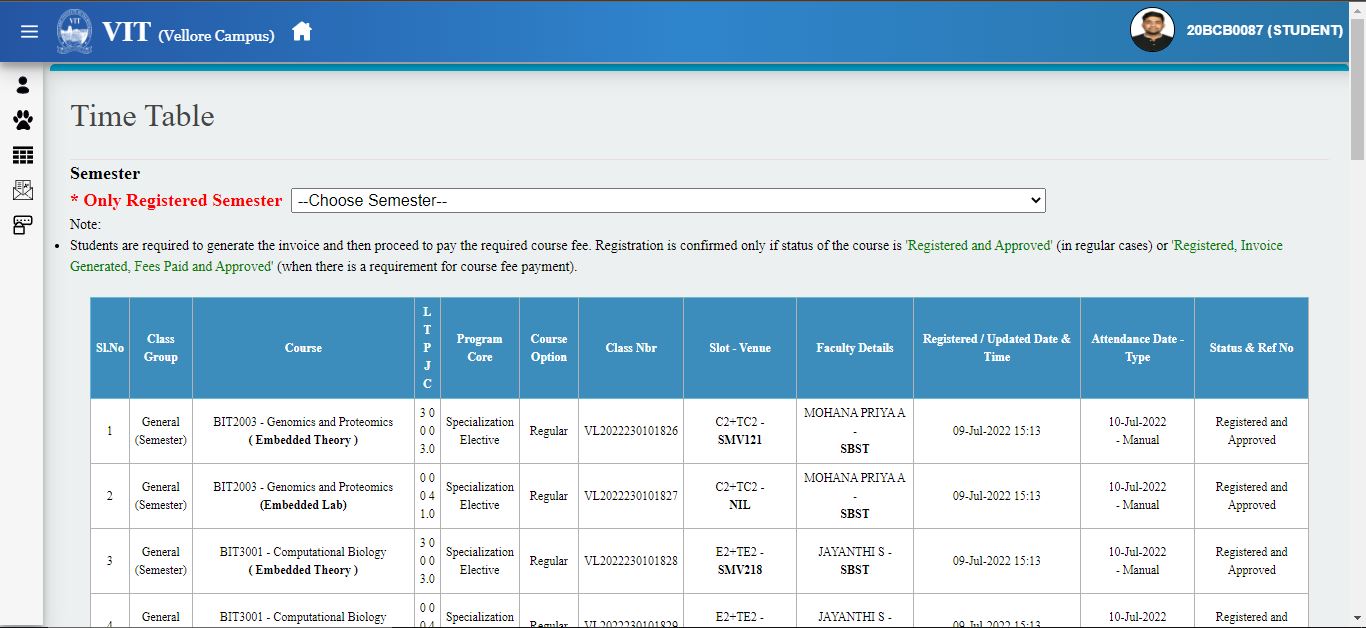 VIT (Vellore Campus)
20BCB0087 (STUDENT)
Time Table
Semester
* Only Registered Semester --Choose Semester--
Note:
• Students are required to generate the invoice and then proceed to pay the required course fee. Registration is confirmed only if status of the course is 'Registered and Approved' (in regular cases) or 'Registered, Invoice
Generated, Fees Paid and Approved' (when there is a requirement for course fee payment).
Sl.No
Class
Group
Course
L
T
P
J
C
Program
Core
Course
Option
Class Nbr
Slot - Venue
Faculty Details
Registered / Updated Date &
Time
Attendance Date -
Type
Status & Ref No
1
General
(Semester)
BIT2003 - Genomics and Proteomics
( Embedded Theory )
3 0
0 0
3.0
Specialization
Elective
Regular
VL2022230101826
C2+TC2 -
SMV121
MOHANA PRIYA A
-
SBST
09-Jul-2022 15:13
10-Jul-2022
- Manual
Registered and
Approved
2
General
(Semester)
BIT2003 - Genomics and Proteomics
(Embedded Lab)
0 0
0 4
1.0
Specialization
Elective
Regular
VL2022230101827
C2+TC2 -
NIL
MOHANA PRIYA A
-
SBST
09-Jul-2022 15:13
10-Jul-2022
- Manual
Registered and
Approved
3
General
(Semester)
BIT3001 - Computational Biology
( Embedded Theory )
3 0
0 0
3.0
Specialization
Elective
Regular
VL2022230101828
E2+TE2 -
SMV218
JAYANTHI S -
SBST
09-Jul-2022 15:13
10-Jul-2022
- Manual
Registered and
Approved
4
General
BIT3001 - Computational Biology
0 0
0 4
Specialization
Regular
VL2022230101829
E2+TE2 -
JAYANTHI S -
09-Jul-2022 15:13
10-Jul-2022
Registered and